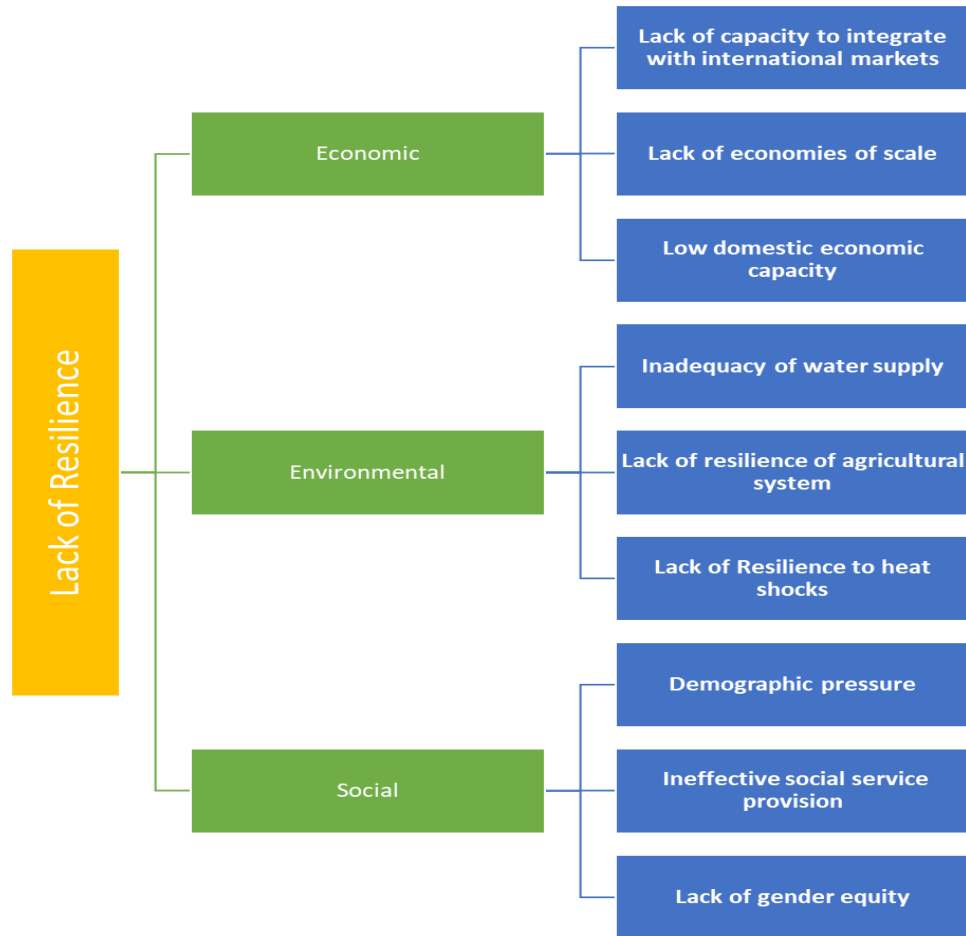 Lack of Resilience
Economic
Lack of capacity to integrate
with international markets
Lack of economies of scale
Low domestic economic
capacity
Environmental
Inadequacy of water supply
Lack of resilience of agricultural
system
Lack of Resilience to heat
shocks
Social
Demographic pressure
Ineffective social service
provision
Lack of gender equity